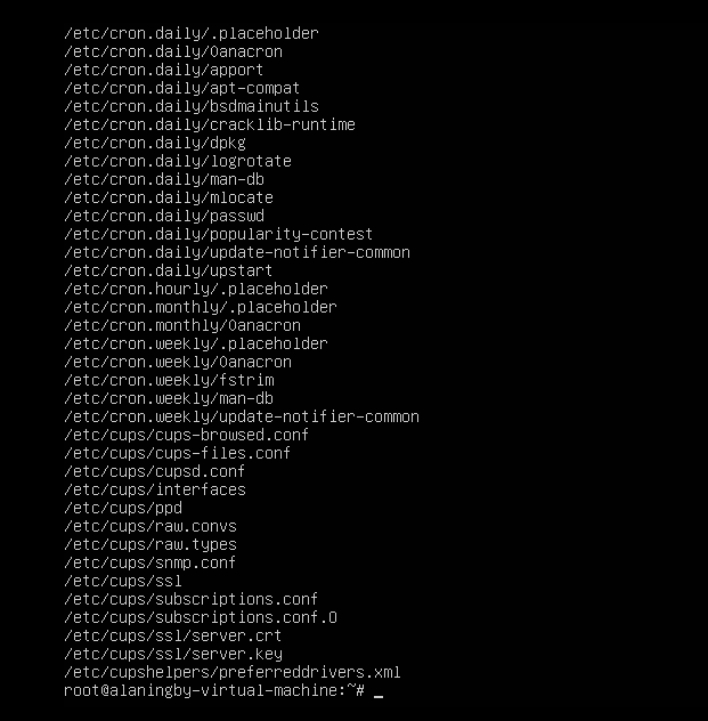 /etc/cron.daily/.placeholder
/etc/cron.daily/0anacron
/etc/cron.daily/apport
/etc/cron.daily/apt-compat
/etc/cron.daily/bsdmainutils
/etc/cron.daily/cracklib-runtime
/etc/cron.daily/dpkg
/etc/cron.daily/logrotate
/etc/cron.daily/man-db
/etc/cron.daily/mlocate
/etc/cron.daily/passwd
/etc/cron.daily/popularity-contest
/etc/cron.daily/update-notifier-common
/etc/cron.daily/upstart
/etc/cron.hourly/.placeholder
/etc/cron.monthly/.placeholder
/etc/cron.monthly/0anacron
/etc/cron.weekly/.placeholder
/etc/cron.weekly/0anacron
/etc/cron.weekly/fstrim
/etc/cron.weekly/man-db
/etc/cron.weekly/update-notifier-common
/etc/cups/cups-browsed.conf
/etc/cups/cups-files.conf
/etc/cups/cupsd.conf
/etc/cups/interfaces
/etc/cups/ppd
/etc/cups/raw.convs
/etc/cups/raw.types
/etc/cups/snmp.conf
/etc/cups/ssl
/etc/cups/subscriptions.conf
/etc/cups/subscriptions.conf.O
/etc/cups/ssl/server.crt
/etc/cups/ssl/server.key
/etc/cupshelpers/preferreddrivers.xml
root@alaningby-virtual-machine:~# _